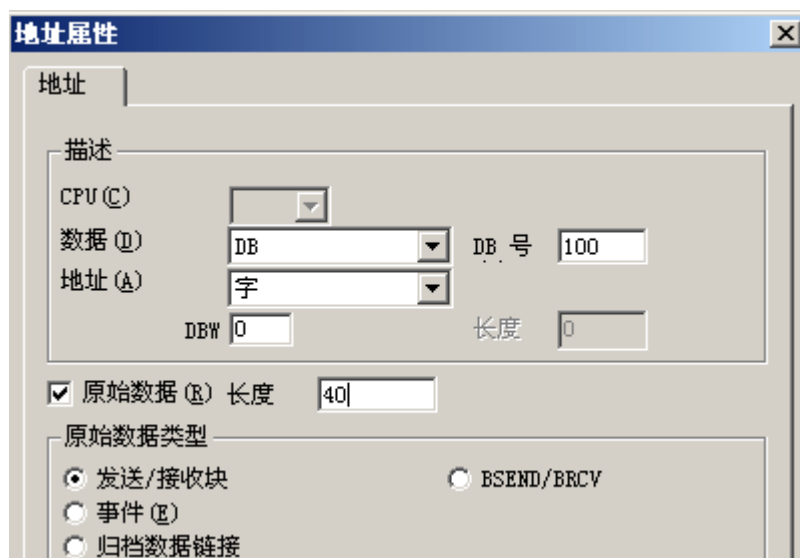 地址属性
地址
描述
CPU(C)
数据(D) DB DB 号 100
地址(A) 字
DBW 0 长度 0
原始数据(R) 长度 40
原始数据类型
发送/接收块 BSEND/BRCV
事件(E)
归档数据链接